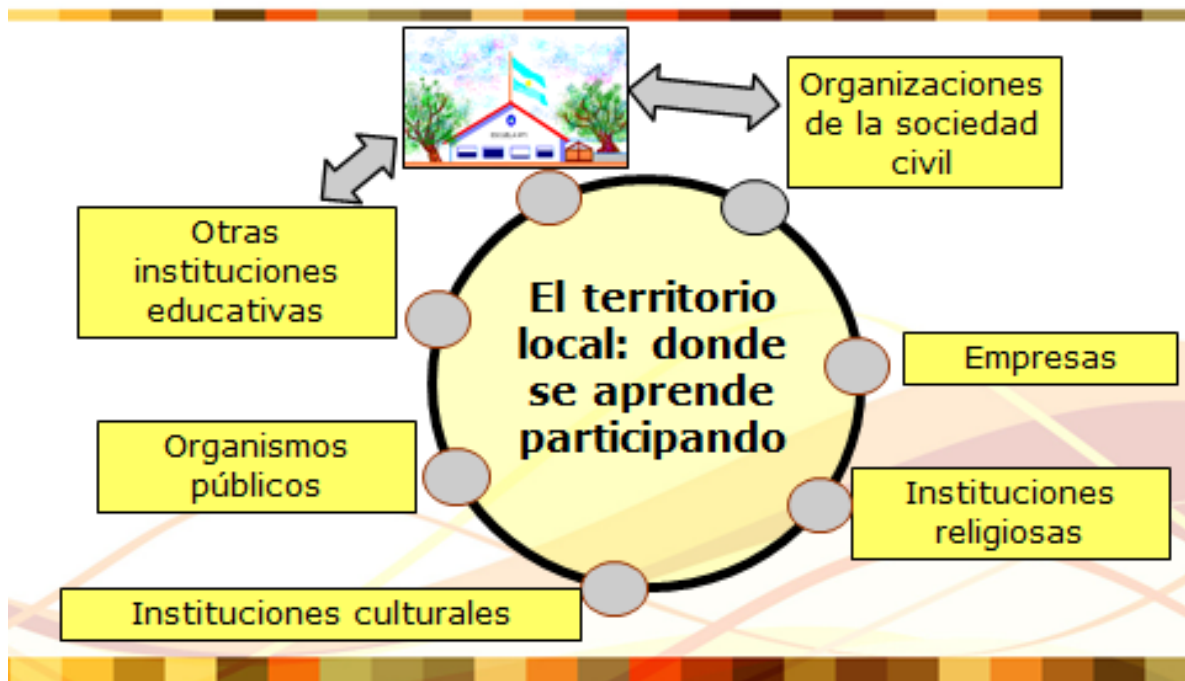 Organizaciones
de la sociedad
civil
Otras
instituciones
educativas
El territorio
local: donde
se aprende
participando
Empresas
Organismos
públicos
Instituciones
religiosas
Instituciones culturales